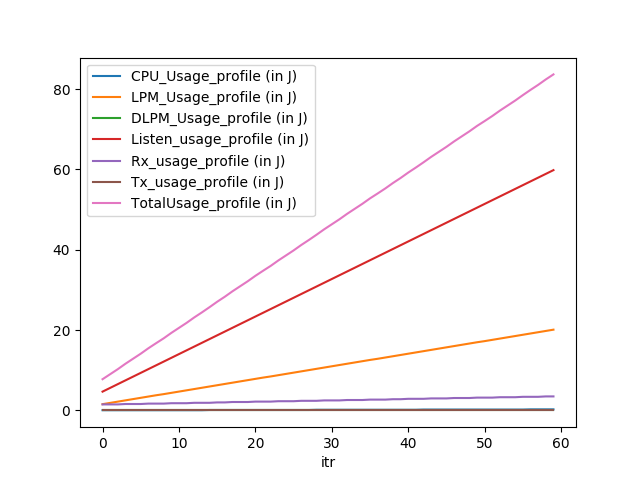 CPU_Usage_profile (in J)
LPM_Usage_profile (in J)
DLPM_Usage_profile (in J)
Listen_usage_profile (in J)
Rx_usage_profile (in J)
Tx_usage_profile (in J)
TotalUsage_profile (in J)
80
60
40
20
0
0 10 20 30 40 50 60
itr